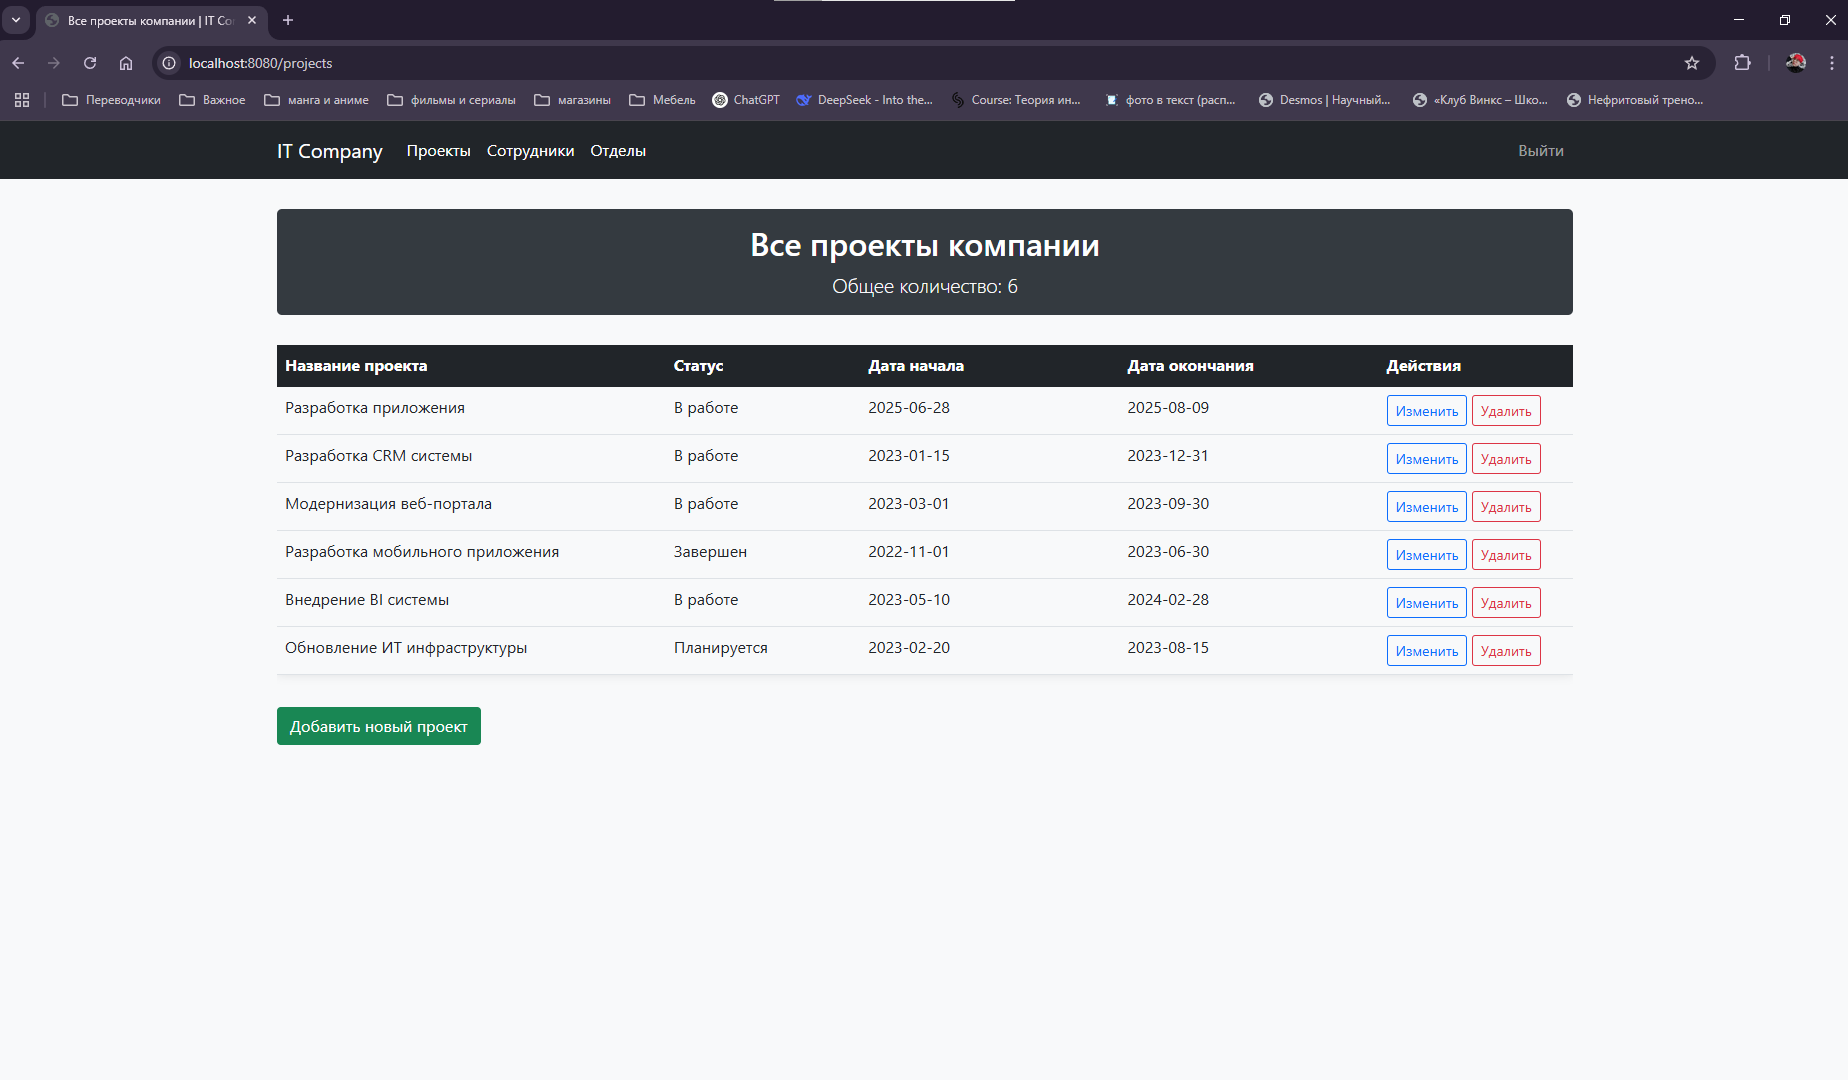 Все проекты компании | IT Co
localhost:8080/projects
Переводчики Важное манга и аниме фильмы и сериалы магазины Мебель ChatGPT DeepSeek - Into the... Course: Теория ин... фото в текст (расп... Desmos | Научный... «Клуб Винкс – Шко... Нефритовый трено...
IT Company Проекты Сотрудники Отделы Выйти
Все проекты компании
Общее количество: 6
Название проекта Статус Дата начала Дата окончания Действия
Разработка приложения В работе 2025-06-28 2025-08-09 Изменить Удалить
Разработка CRM системы В работе 2023-01-15 2023-12-31 Изменить Удалить
Модернизация веб-портала В работе 2023-03-01 2023-09-30 Изменить Удалить
Разработка мобильного приложения Завершен 2022-11-01 2023-06-30 Изменить Удалить
Внедрение BI системы В работе 2023-05-10 2024-02-28 Изменить Удалить
Обновление ИТ инфраструктуры Планируется 2023-02-20 2023-08-15 Изменить Удалить
Добавить новый проект